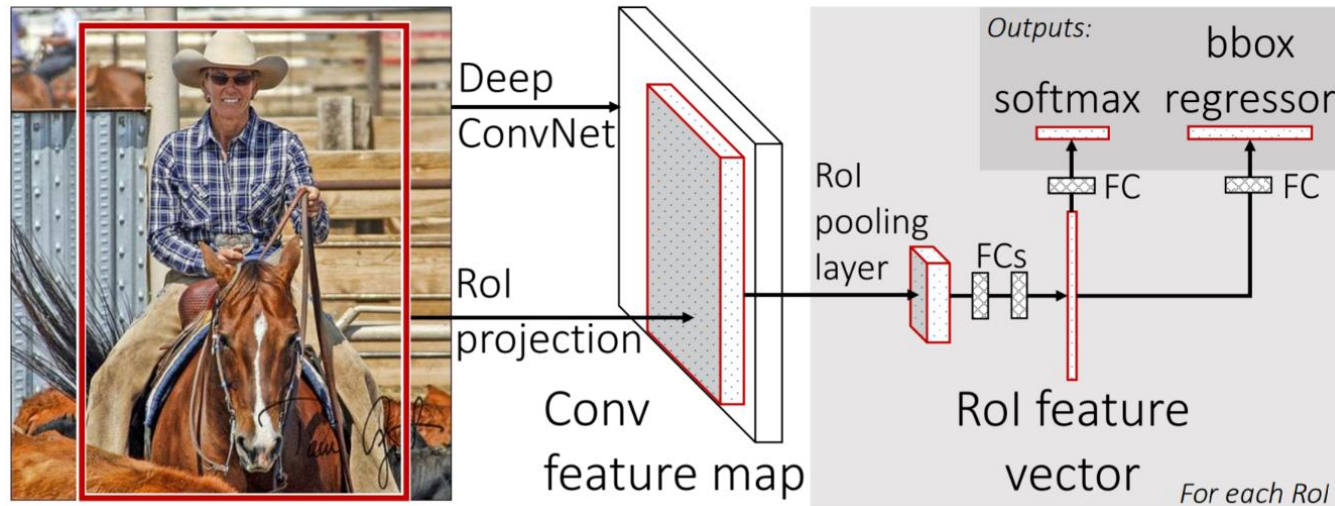 Deep
ConvNet
RoI
projection
Conv
feature map
RoI
pooling
layer
FCs
RoI feature
vector
For each RoI
Outputs:
softmax
bbox
regressor
FC
FC